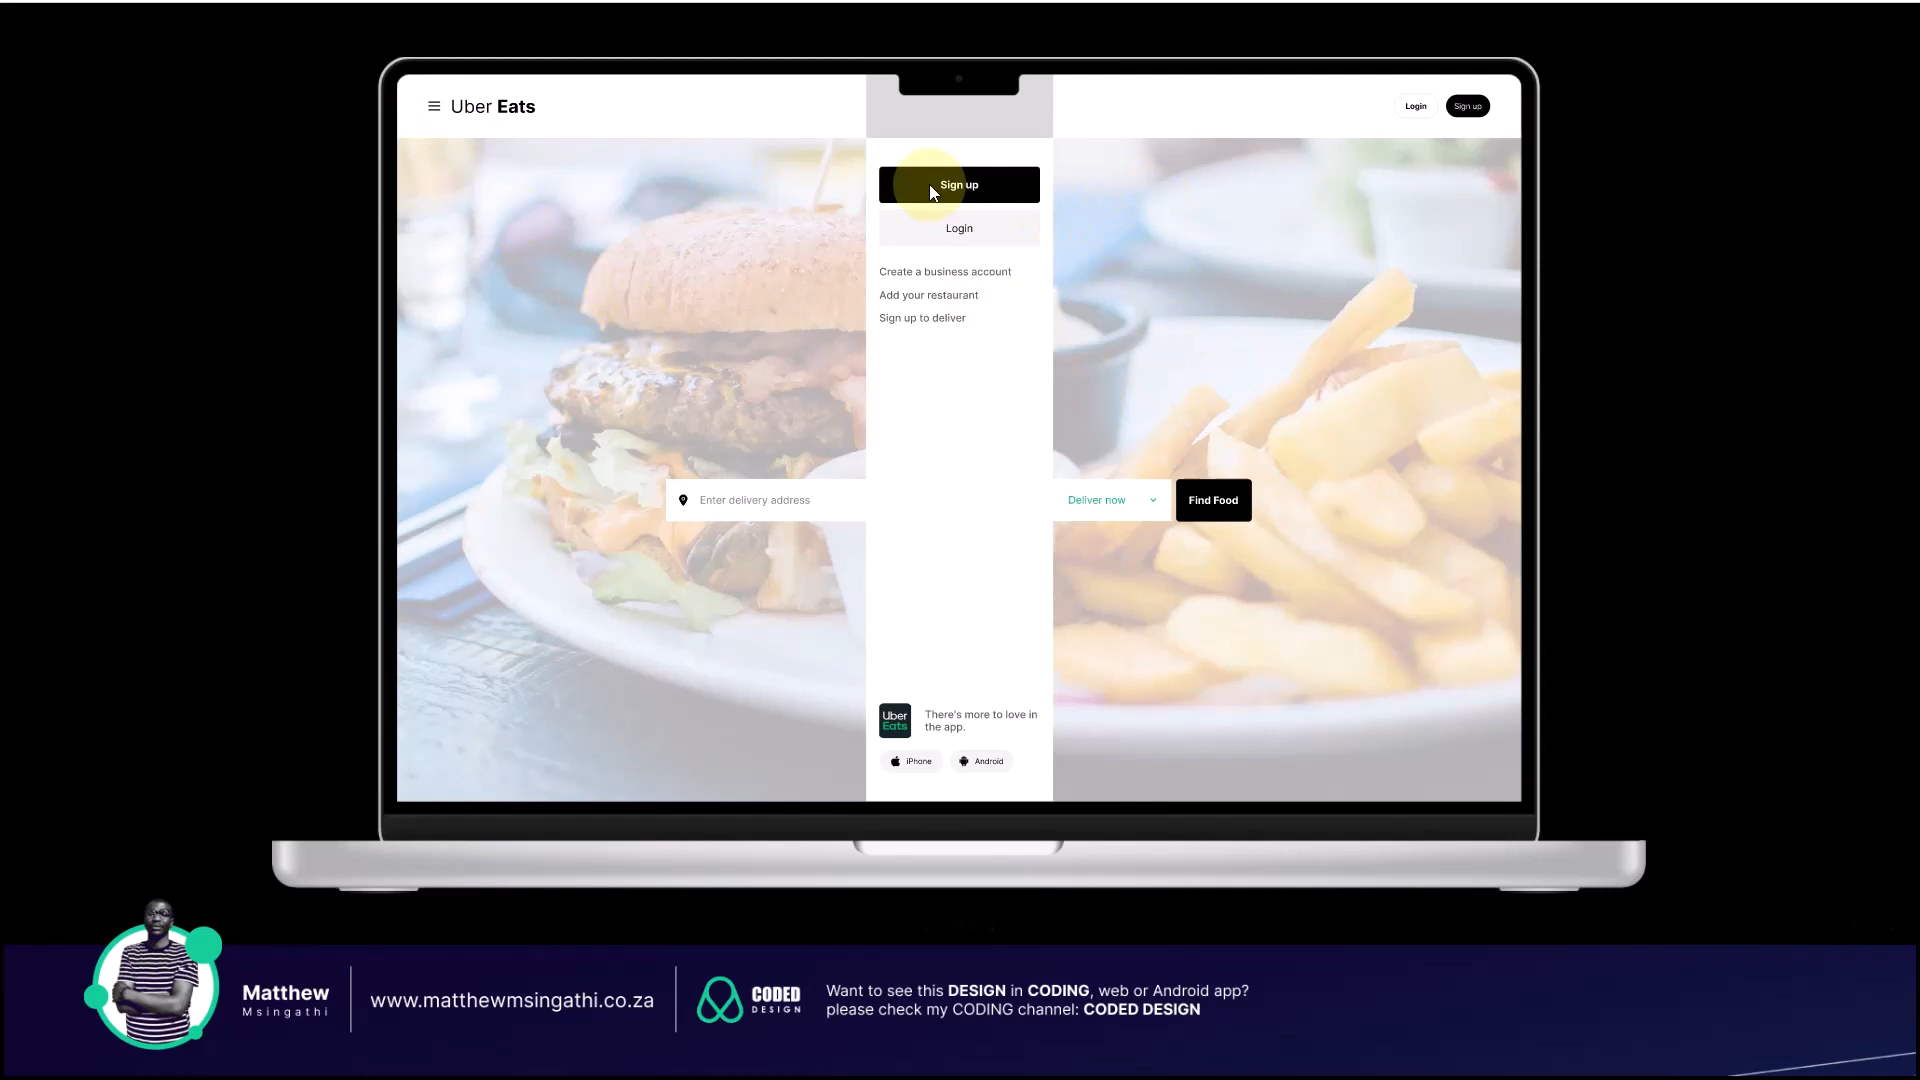 Uber Eats
Login
Sign up
Sign up
Login
Create a business account
Add your restaurant
Sign up to deliver
Enter delivery address
Deliver now
Find Food
Uber
Eats
There's more to love in
the app.
iPhone
Android
Matthew
Msingathi
www.matthewmsingathi.co.za
CODED
DESIGN
Want to see this DESIGN in CODING, web or Android app?
please check my CODING channel: CODED DESIGN